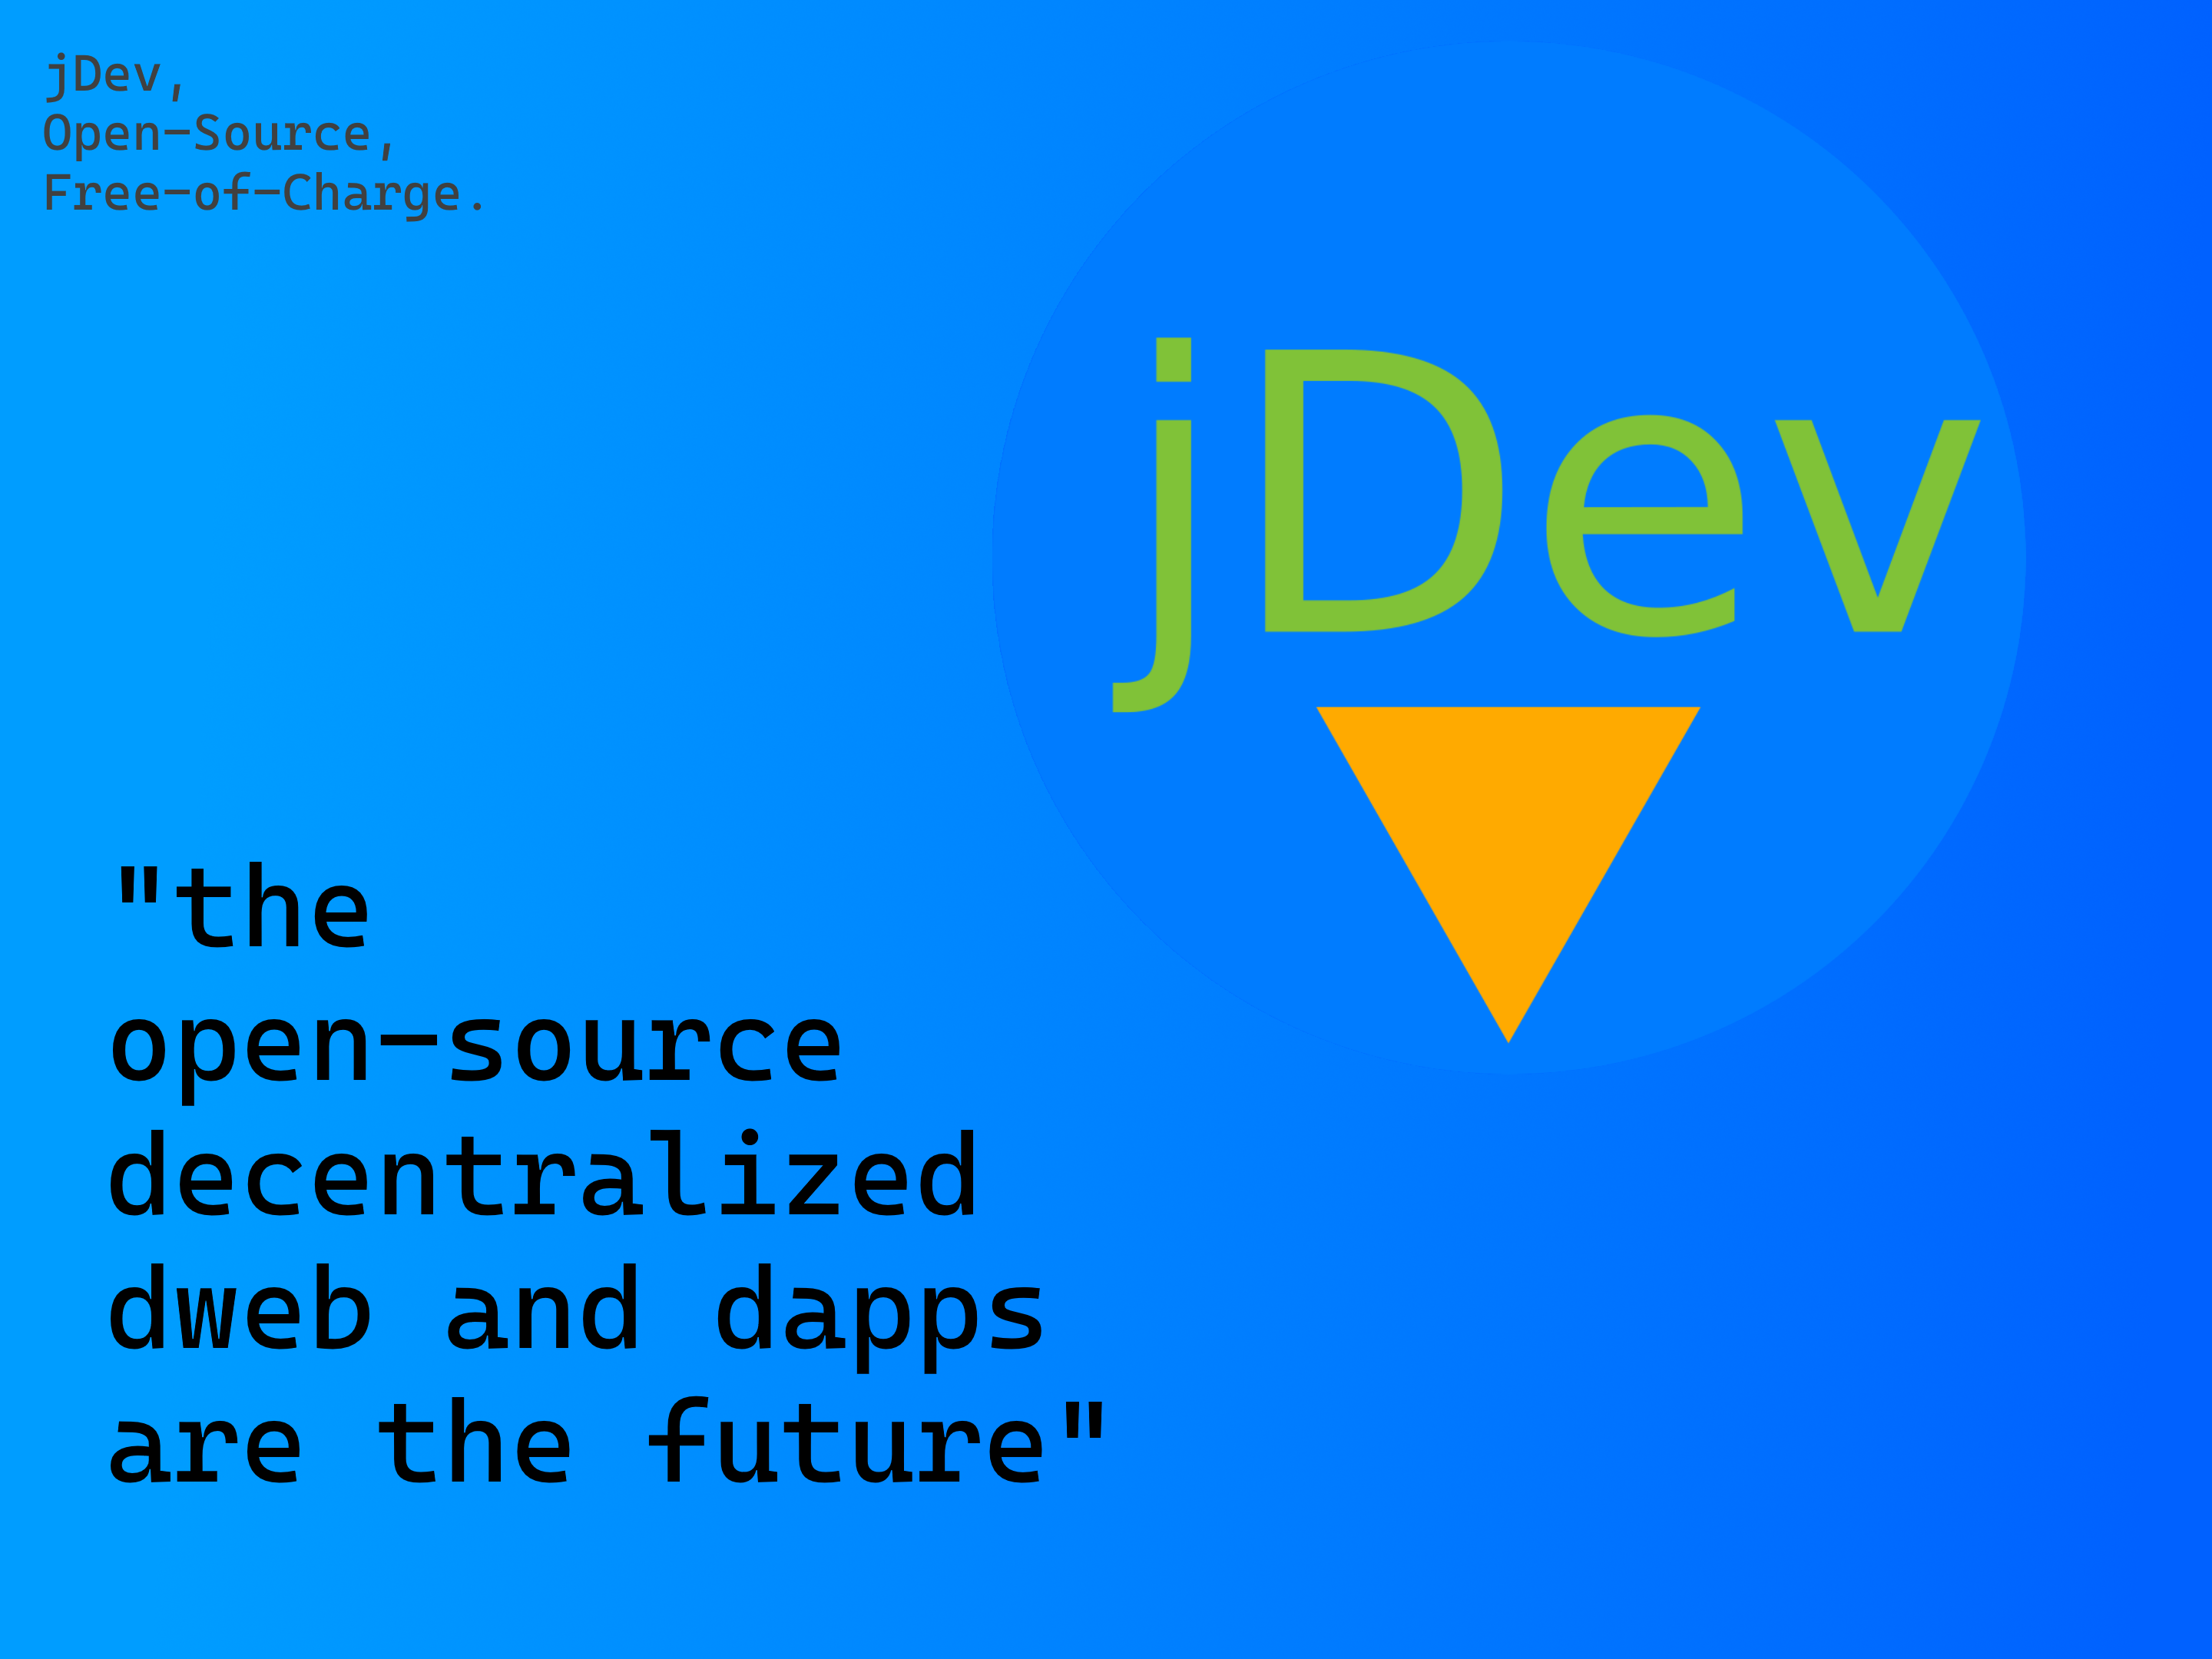 jDev,
Open-Source,
Free-of-Charge.
jDev
"the
open-source
decentralized
dweb and dapps
are the future"